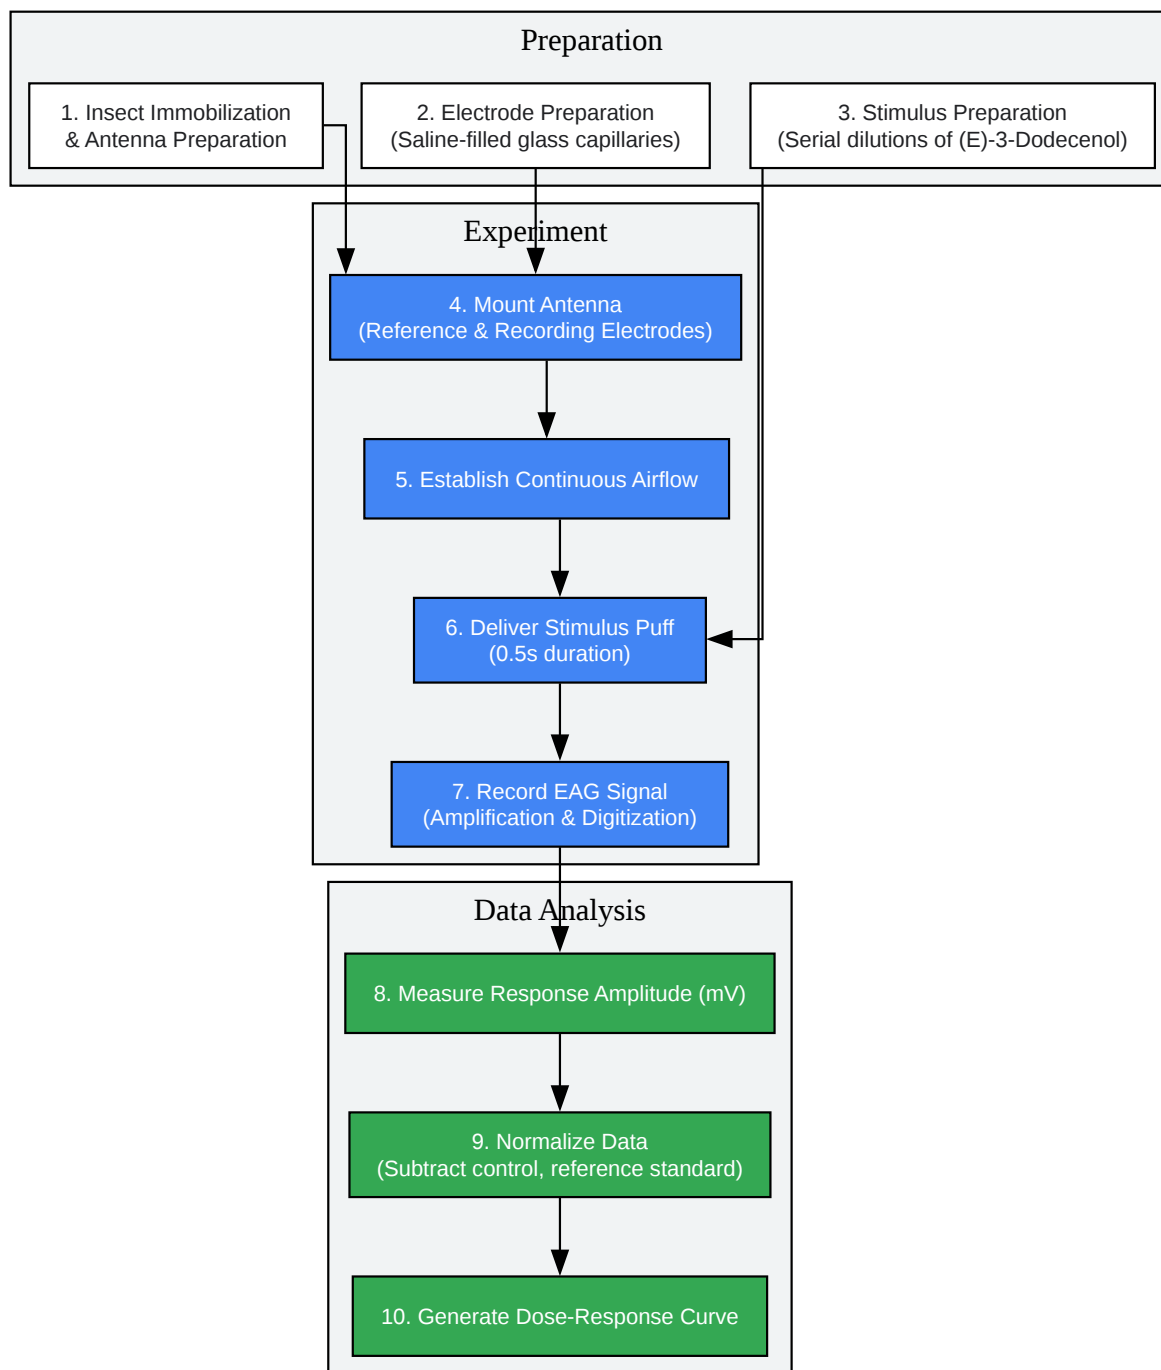 Preparation
1. Insect Immobilization
& Antenna Preparation
2. Electrode Preparation
(Saline-filled glass capillaries)
3. Stimulus Preparation
(Serial dilutions of (E)-3-Dodecenol)
Experiment
4. Mount Antenna
(Reference & Recording Electrodes)
5. Establish Continuous Airflow
6. Deliver Stimulus Puff
(0.5s duration)
7. Record EAG Signal
(Amplification & Digitization)
Data Analysis
8. Measure Response Amplitude (mV)
9. Normalize Data
(Subtract control, reference standard)
10. Generate Dose-Response Curve